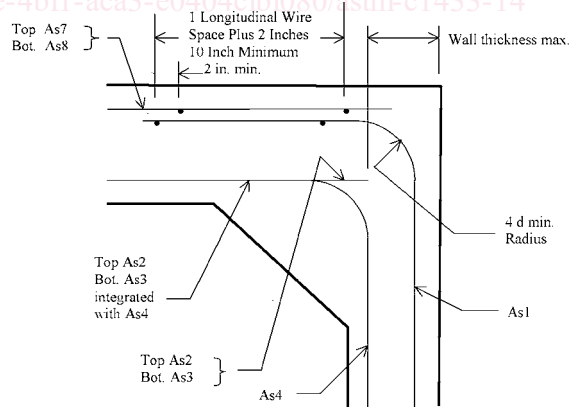 1 Longitudinal Wire
Space Plus 2 Inches
10 Inch Minimum
2 in. min.
Top As7
Bot. As8
Wall thickness max.
4 d min.
Radius
Top As2
Bot. As3
integrated
with As4
As1
Top As2
Bot. As3
As4